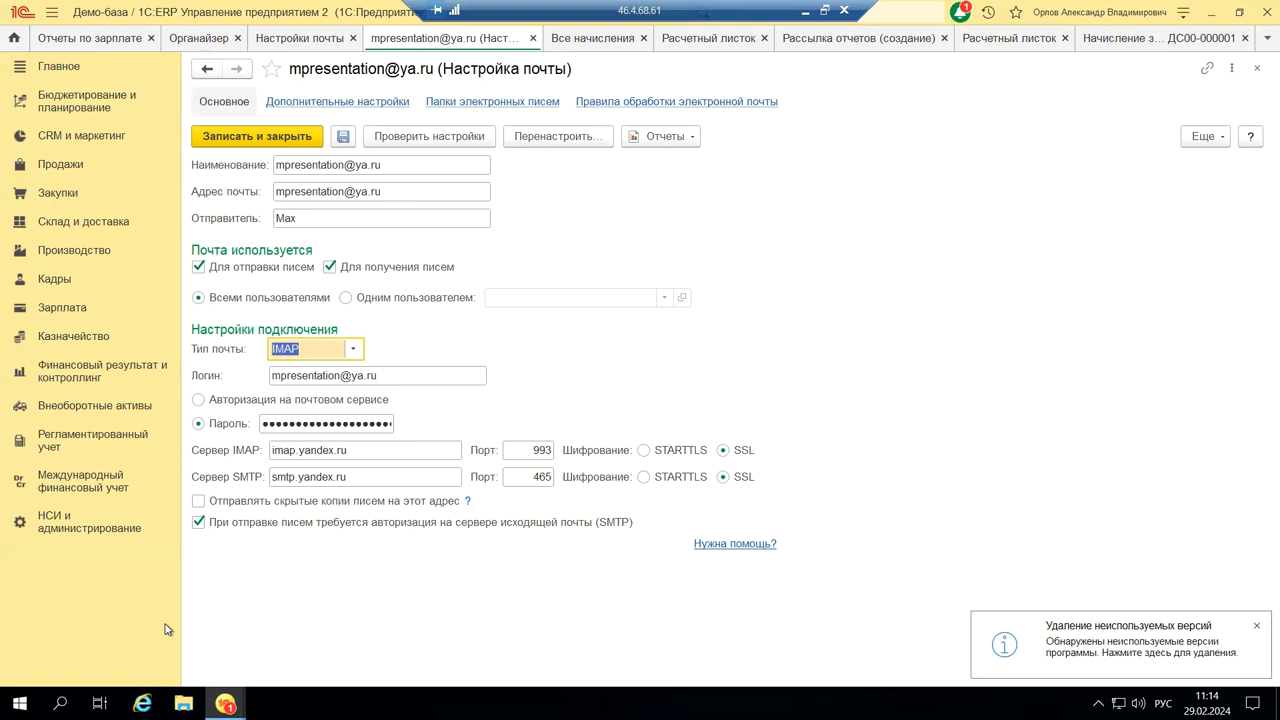 Демо-база / 1С:ERP Управление предприятием 2 (1С:Предприятие
46.4.68.61
1
Орлов Александр Владимирович
Отчеты по зарплате
Органайзер
Настройки почты
mpresentation@ya.ru (Наст...
Все начисления
Расчетный листок
Рассылка отчетов (создание)
Расчетный листок
Начисление з... ДС00-000001
Главное
Бюджетирование и
планирование
CRM и маркетинг
Продажи
Закупки
Склад и доставка
Производство
Кадры
Зарплата
Казначейство
Финансовый результат и
контроллинг
Внеоборотные активы
Регламентированный
учет
Международный
финансовый учет
НСИ и
администрирование
mpresentation@ya.ru (Настройка почты)
Основное Дополнительные настройки Папки электронных писем Правила обработки электронной почты
Записать и закрыть Проверить настройки Перенастроить... Отчеты Еще ?
Наименование: mpresentation@ya.ru
Адрес почты: mpresentation@ya.ru
Отправитель: Max
Почта используется
Для отправки писем Для получения писем
Всеми пользователями Одним пользователем:
Настройки подключения
Тип почты: IMAP
Логин: mpresentation@ya.ru
Авторизация на почтовом сервисе
Пароль:
Сервер IMAP: imap.yandex.ru Порт: 993 Шифрование: STARTTLS SSL
Сервер SMTP: smtp.yandex.ru Порт: 465 Шифрование: STARTTLS SSL
Отправлять скрытые копии писем на этот адрес ?
При отправке писем требуется авторизация на сервере исходящей почты (SMTP)
Нужна помощь?
Удаление неиспользуемых версий
Обнаружены неиспользуемые версии
программы. Нажмите здесь для удаления.
РУС
11:14
29.02.2024